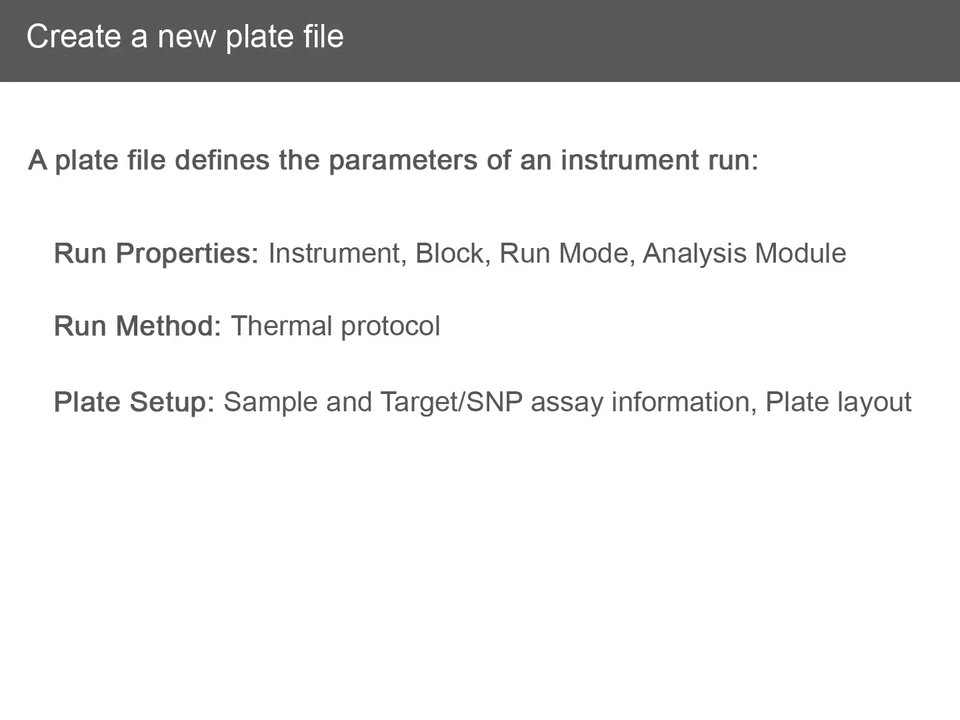 Create a new plate file
A plate file defines the parameters of an instrument run:
Run Properties: Instrument, Block, Run Mode, Analysis Module
Run Method: Thermal protocol
Plate Setup: Sample and Target/SNP assay information, Plate layout